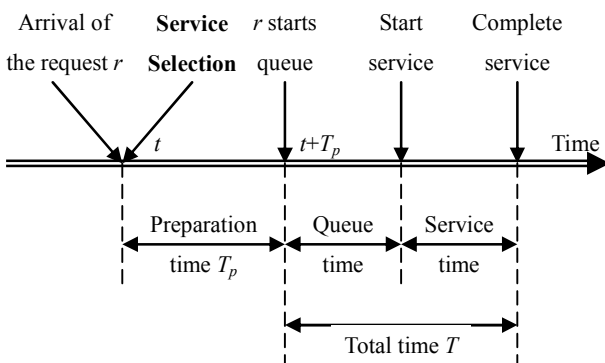 Arrival of
the request r
Service
Selection
r starts
queue
Start
service
Complete
service
t
t+Tp
Time
Preparation
time Tp
Queue
time
Service
time
Total time T